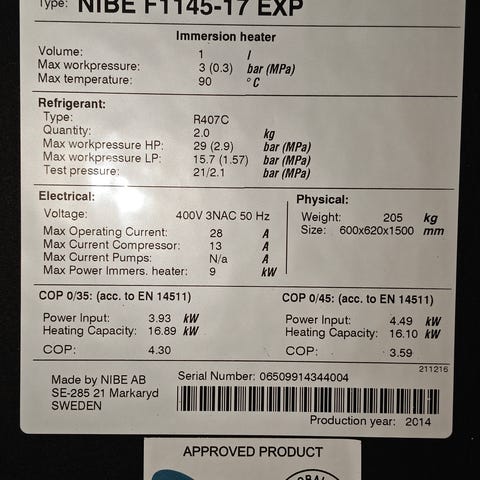 Type: NIBE F1145-17 EXP
Immersion heater
Volume: 1 l
Max workpressure: 3 (0.3) bar (MPa)
Max temperature: 90 °C
Refrigerant:
Type: R407C
Quantity: 2.0 kg
Max workpressure HP: 29 (2.9) bar (MPa)
Max workpressure LP: 15.7 (1.57) bar (MPa)
Test pressure: 21/2.1 bar (MPa)
Electrical:
Voltage: 400V 3NAC 50 Hz
Max Operating Current: 28 A
Max Current Compressor: 13 A
Max Current Pumps: N/a A
Max Power Immers. heater: 9 kW
Physical:
Weight: 205 kg
Size: 600x620x1500 mm
COP 0/35: (acc. to EN 14511)
Power Input: 3.93 kW
Heating Capacity: 16.89 kW
COP: 4.30
COP 0/45: (acc. to EN 14511)
Power Input: 4.49 kW
Heating Capacity: 16.10 kW
COP: 3.59
211216
Made by NIBE AB
SE-285 21 Markaryd
SWEDEN
Serial Number: 06509914344004
Production year: 2014
APPROVED PRODUCT